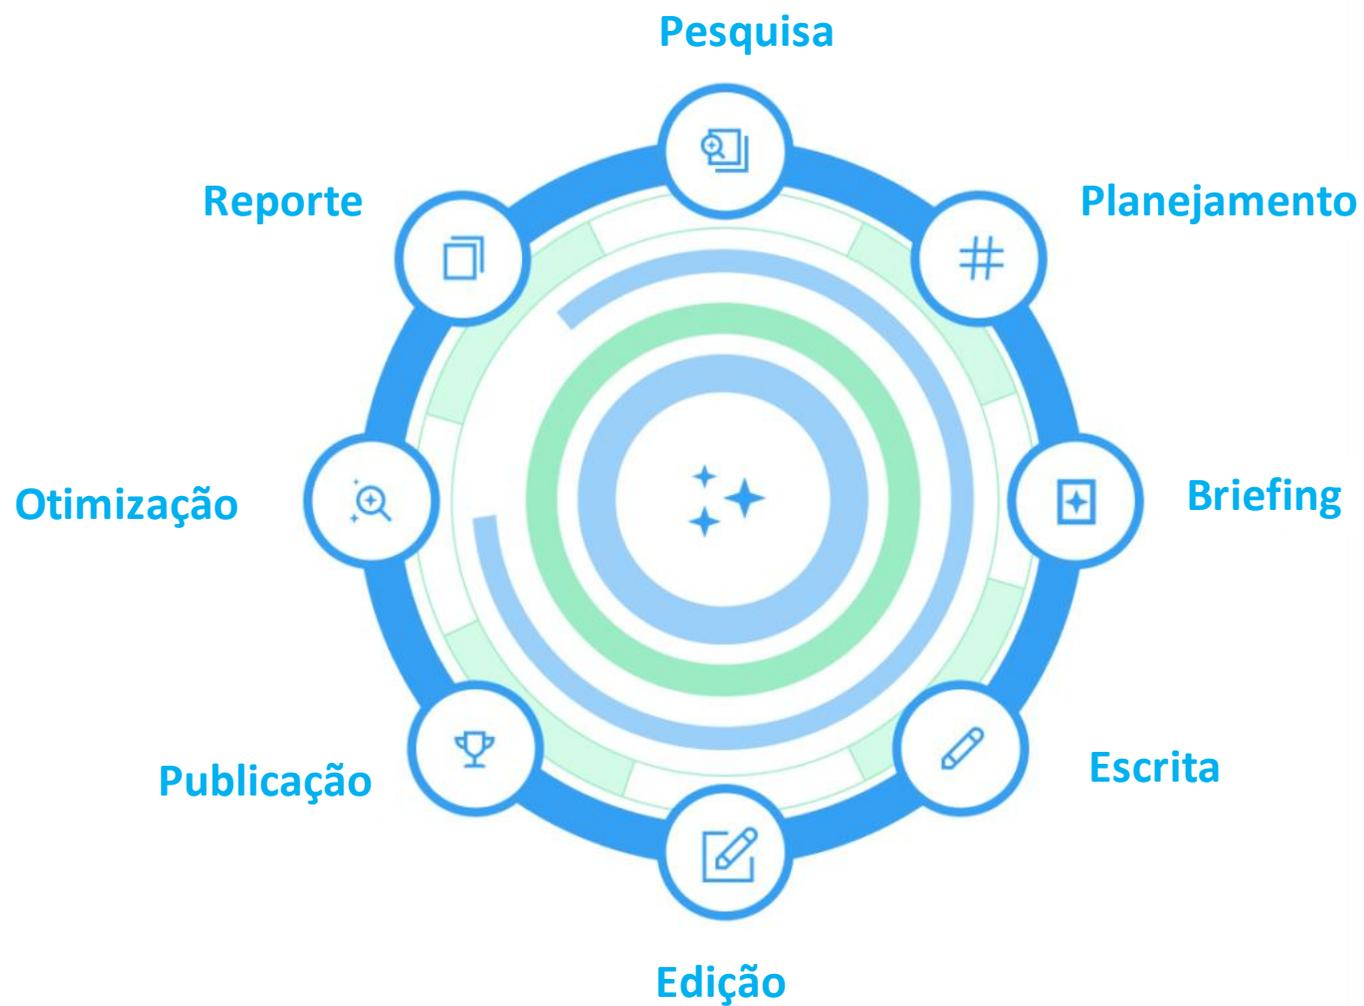 Pesquisa
Planejamento
Briefing
Escrita
Edição
Publicação
Otimização
Reporte